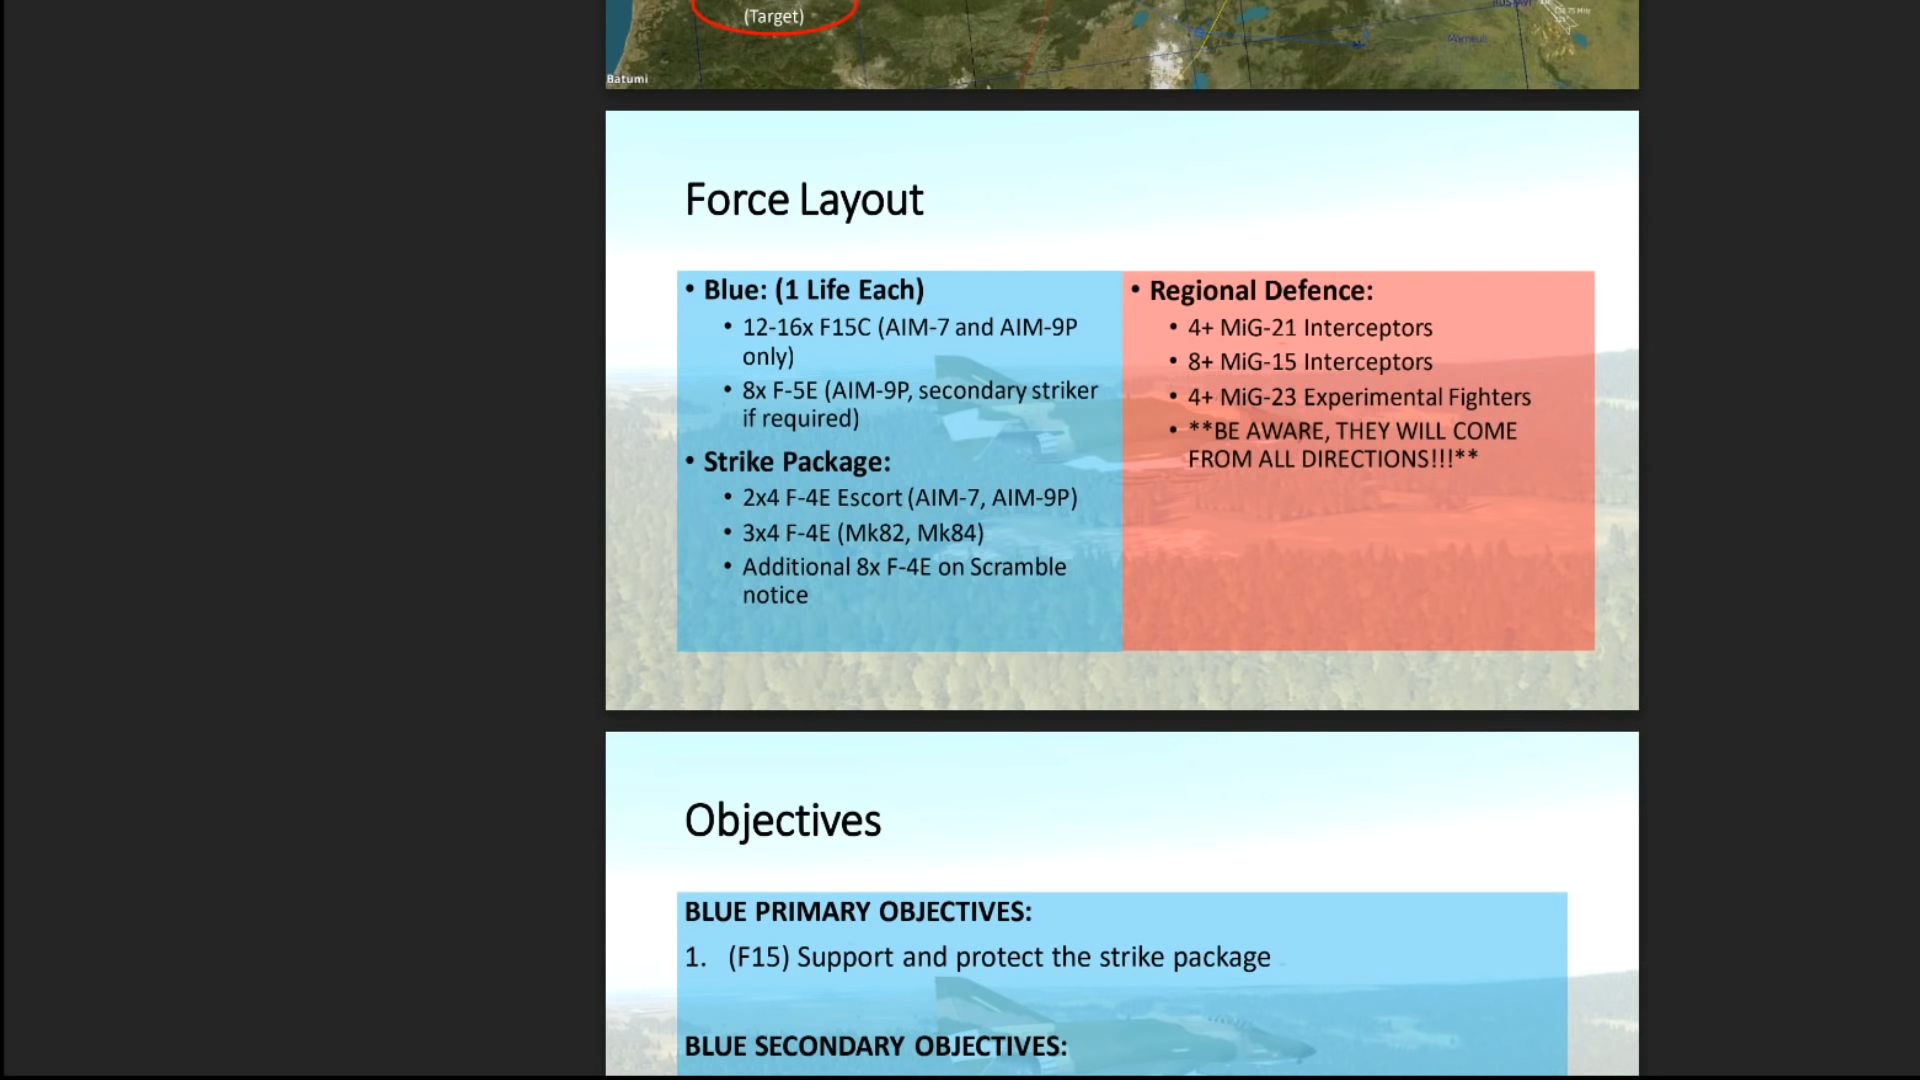 (Target)
Batumi
Force Layout
• Blue: (1 Life Each)
• 12-16x F15C (AIM-7 and AIM-9P
only)
• 8x F-5E (AIM-9P, secondary striker
if required)
• Strike Package:
• 2x4 F-4E Escort (AIM-7, AIM-9P)
• 3x4 F-4E (Mk82, Mk84)
• Additional 8x F-4E on Scramble
notice
• Regional Defence:
• 4+ MiG-21 Interceptors
• 8+ MiG-15 Interceptors
• 4+ MiG-23 Experimental Fighters
• **BE AWARE, THEY WILL COME
FROM ALL DIRECTIONS!!!**
Objectives
BLUE PRIMARY OBJECTIVES:
1. (F15) Support and protect the strike package
BLUE SECONDARY OBJECTIVES: